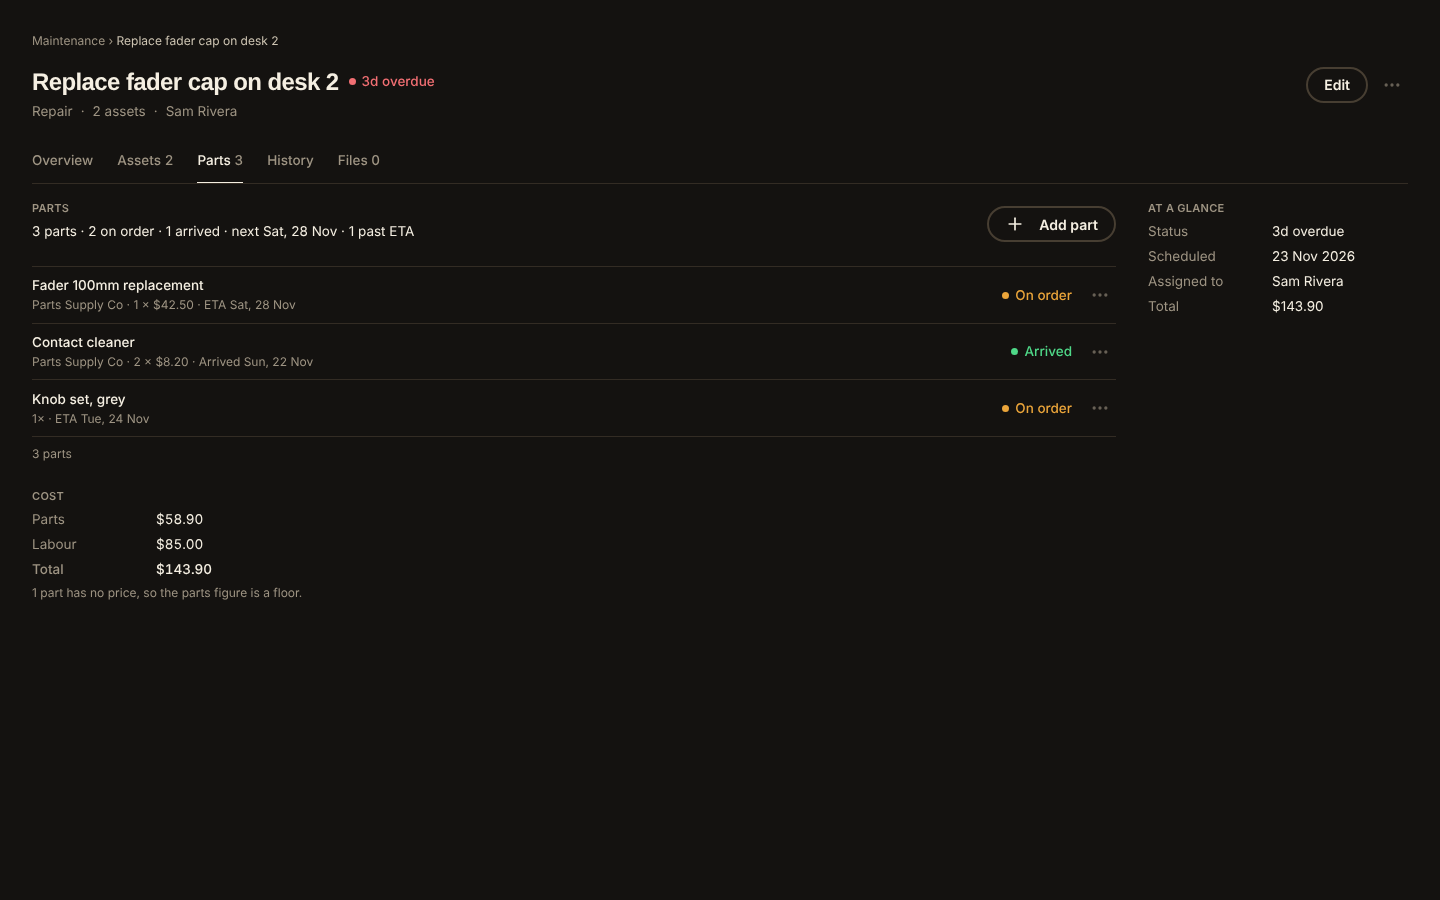 Maintenance › Replace fader cap on desk 2
Replace fader cap on desk 2
3d overdue
Edit
Repair · 2 assets · Sam Rivera
Overview
Assets 2
Parts 3
History
Files 0
PARTS
3 parts · 2 on order · 1 arrived · next Sat, 28 Nov · 1 past ETA
Add part
Fader 100mm replacement
Parts Supply Co · 1 × $42.50 · ETA Sat, 28 Nov
On order
Contact cleaner
Parts Supply Co · 2 × $8.20 · Arrived Sun, 22 Nov
Arrived
Knob set, grey
1× · ETA Tue, 24 Nov
On order
3 parts
COST
Parts $58.90
Labour $85.00
Total $143.90
1 part has no price, so the parts figure is a floor.
AT A GLANCE
Status 3d overdue
Scheduled 23 Nov 2026
Assigned to Sam Rivera
Total $143.90